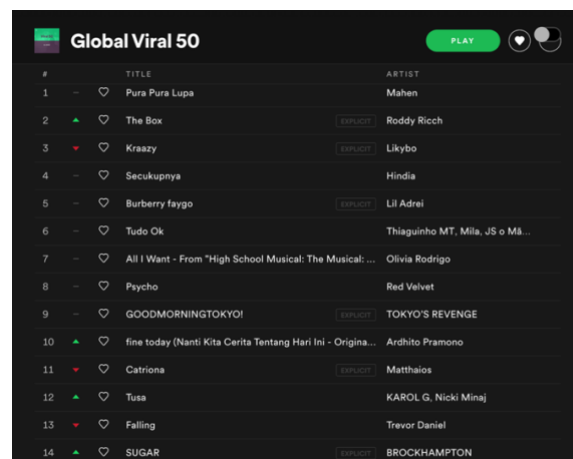 Global Viral 50
PLAY
# TITLE ARTIST
1 Pura Pura Lupa Mahen
2 The Box EXPLICIT Roddy Ricch
3 Kraazy EXPLICIT Likybo
4 Secukupnya Hindia
5 Burberry faygo EXPLICIT Lil Adrei
6 Tudo Ok Thiaguinho MT, Mila, JS o Mã...
7 All I Want - From "High School Musical: The Musical: ... Olivia Rodrigo
8 Psycho Red Velvet
9 GOODMORNINGTOKYO! EXPLICIT TOKYO'S REVENGE
10 fine today (Nanti Kita Cerita Tentang Hari Ini - Origina... Ardhito Pramono
11 Catriona EXPLICIT Matthaios
12 Tusa KAROL G, Nicki Minaj
13 Falling Trevor Daniel
14 SUGAR EXPLICIT BROCKHAMPTON